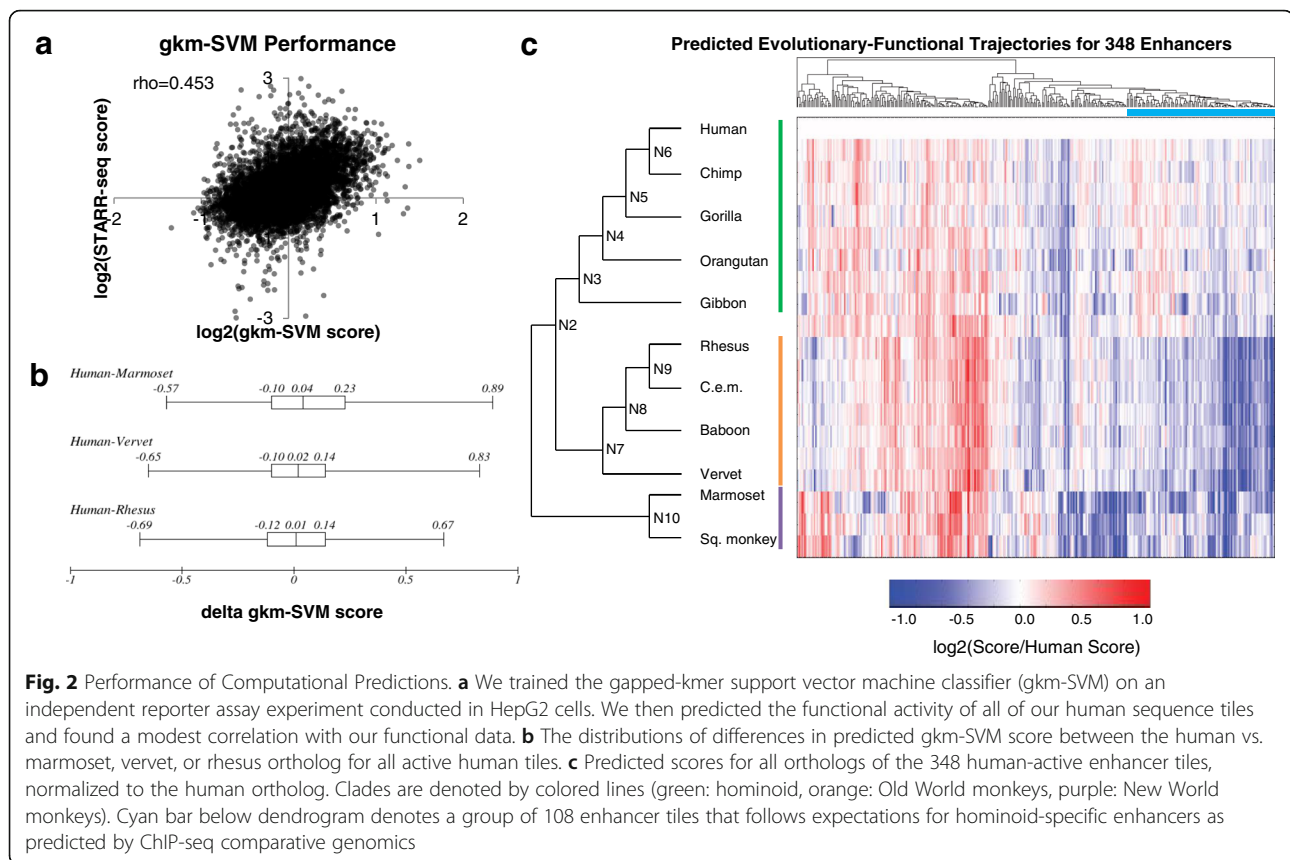 a
gkm-SVM Performance
rho=0.453
3
log2(STARR-seq score)
-2
-1
1
2
-3
log2(gkm-SVM score)
b
Human-Marmoset
-0.57
-0.10
0.04
0.23
0.89
Human-Vervet
-0.65
-0.10
0.02
0.14
0.83
Human-Rhesus
-0.69
-0.12
0.01
0.14
0.67
-1
-0.5
0
0.5
1
delta gkm-SVM score
c
Predicted Evolutionary-Functional Trajectories for 348 Enhancers
Human
N6
Chimp
N5
Gorilla
N4
Orangutan
N3
Gibbon
N2
Rhesus
N9
C.e.m.
N8
Baboon
N7
Vervet
Marmoset
N10
Sq. monkey
-1.0
-0.5
0.0
0.5
1.0
log2(Score/Human Score)
Fig. 2 Performance of Computational Predictions. a We trained the gapped-kmer support vector machine classifier (gkm-SVM) on an
independent reporter assay experiment conducted in HepG2 cells. We then predicted the functional activity of all of our human sequence tiles
and found a modest correlation with our functional data. b The distributions of differences in predicted gkm-SVM score between the human vs.
marmoset, vervet, or rhesus ortholog for all active human tiles. c Predicted scores for all orthologs of the 348 human-active enhancer tiles,
normalized to the human ortholog. Clades are denoted by colored lines (green: hominoid, orange: Old World monkeys, purple: New World
monkeys). Cyan bar below dendrogram denotes a group of 108 enhancer tiles that follows expectations for hominoid-specific enhancers as
predicted by ChIP-seq comparative genomics